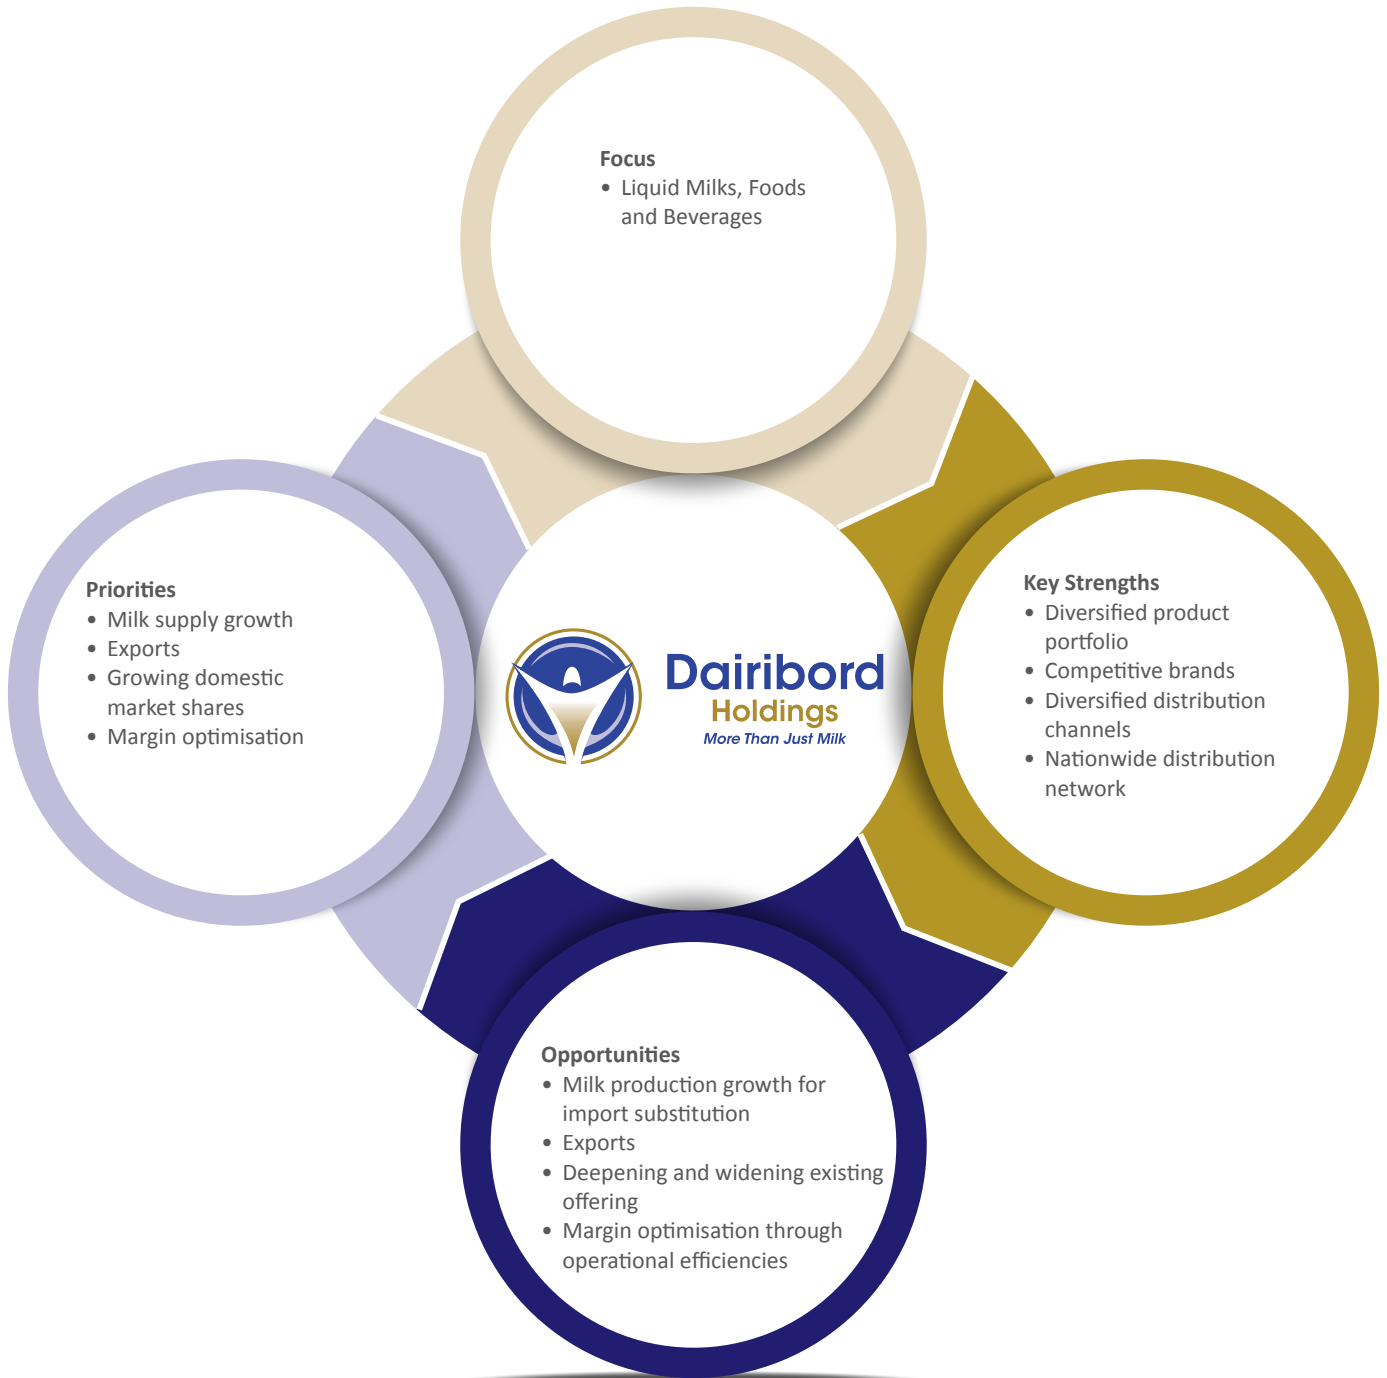 Focus
• Liquid Milks, Foods
and Beverages
Priorities
• Milk supply growth
• Exports
• Growing domestic
market shares
• Margin optimisation
Dairibord
Holdings
More Than Just Milk
Key Strengths
• Diversified product
portfolio
• Competitive brands
• Diversified distribution
channels
• Nationwide distribution
network
Opportunities
• Milk production growth for
import substitution
• Exports
• Deepening and widening existing
offering
• Margin optimisation through
operational efficiencies